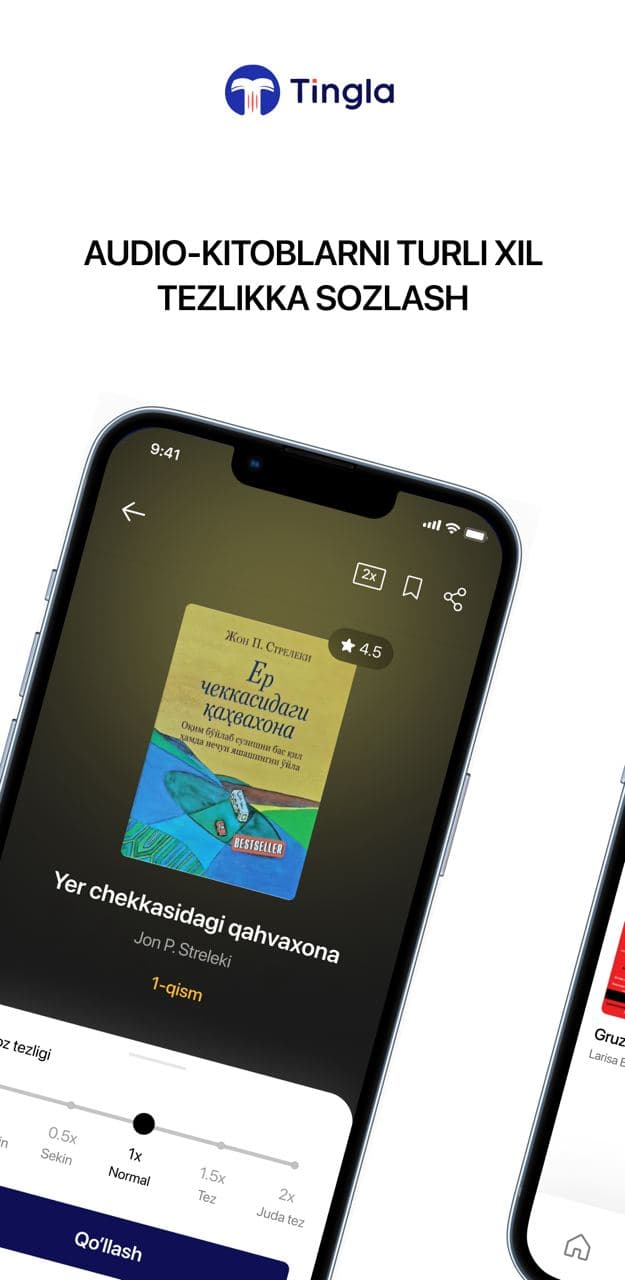 Tingla
AUDIO-KITOBLARNI TURLI XIL
TEZLIKKA SOZLASH
9:41
2x
4.5
Жон П. Стрелеки
Ер
чеккасидаги
қаҳвахона
Оқим бўйлаб сузишни бас қил
ҳамда нечун яшашингни ўйла
BESTSELLER
Yer chekkasidagi qahvaxona
Jon P. Streleki
1-qism
tezligi
0.5x
Sekin
1x
Normal
1.5x
Tez
2x
Juda tez
Qo‘llash
Gruz
Larisa